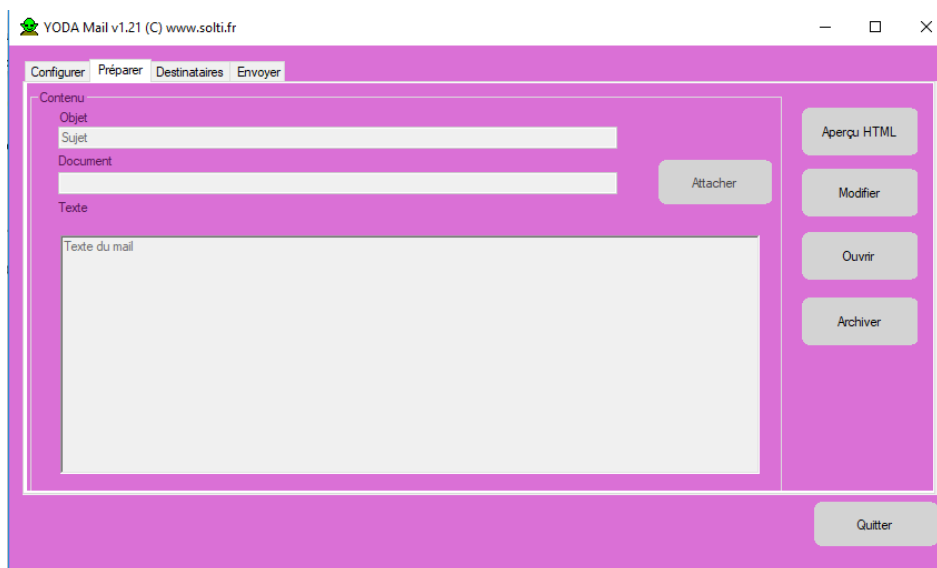 YODA Mail v1.21 (C) www.solti.fr
Configurer Préparer Destinataires Envoyer
Contenu
Objet
Sujet
Document
Attacher
Texte
Texte du mail
Aperçu HTML
Modifier
Ouvrir
Archiver
Quitter